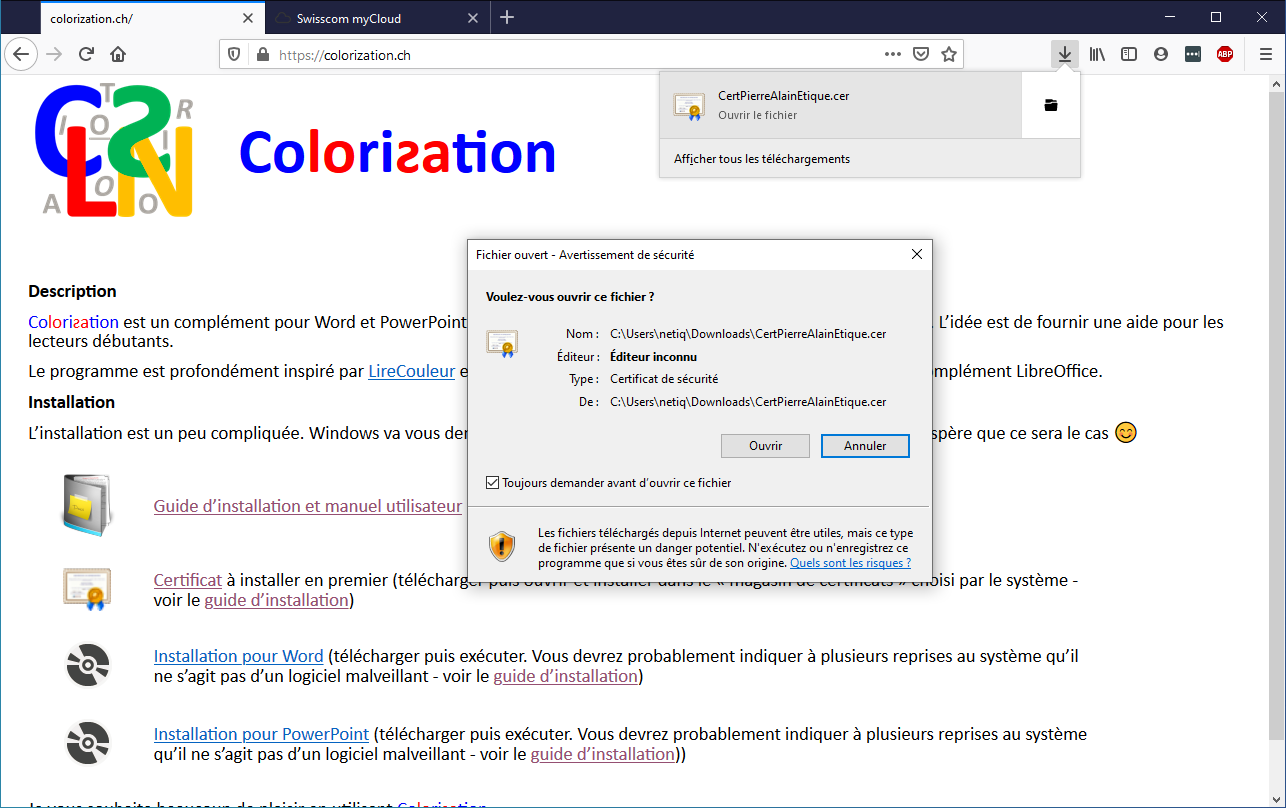 colorization.ch/
Swisscom myCloud
https://colorization.ch
ABP
CertPierreAlainEtique.cer
Ouvrir le fichier
Afficher tous les téléchargements
Colorisation
Fichier ouvert - Avertissement de sécurité
Voulez-vous ouvrir ce fichier ?
Nom : C:\Users\netiq\Downloads\CertPierreAlainEtique.cer
Éditeur : Éditeur inconnu
Type : Certificat de sécurité
De : C:\Users\netiq\Downloads\CertPierreAlainEtique.cer
Ouvrir Annuler
Toujours demander avant d'ouvrir ce fichier
Les fichiers téléchargés depuis Internet peuvent être utiles, mais ce type
de fichier présente un danger potentiel. N'exécutez ou n'enregistrez ce
programme que si vous êtes sûr de son origine. Quels sont les risques ?
Description
Colorisation est un complément pour Word et PowerPoint . L’idée est de fournir une aide pour les
lecteurs débutants.
Le programme est profondément inspiré par LireCouleur e omplément LibreOffice.
Installation
L’installation est un peu compliquée. Windows va vous der spère que ce sera le cas
Guide d’installation et manuel utilisateur
Certificat à installer en premier (télécharger puis ouvrir et installer dans le « magasin de certificats » choisi par le système -
voir le guide d’installation)
Installation pour Word (télécharger puis exécuter. Vous devrez probablement indiquer à plusieurs reprises au système qu’il
ne s’agit pas d’un logiciel malveillant - voir le guide d’installation)
Installation pour PowerPoint (télécharger puis exécuter. Vous devrez probablement indiquer à plusieurs reprises au système
qu’il ne s’agit pas d’un logiciel malveillant - voir le guide d’installation))
Je vous souhaite beaucoup de plaisir en utilisant Colorisation